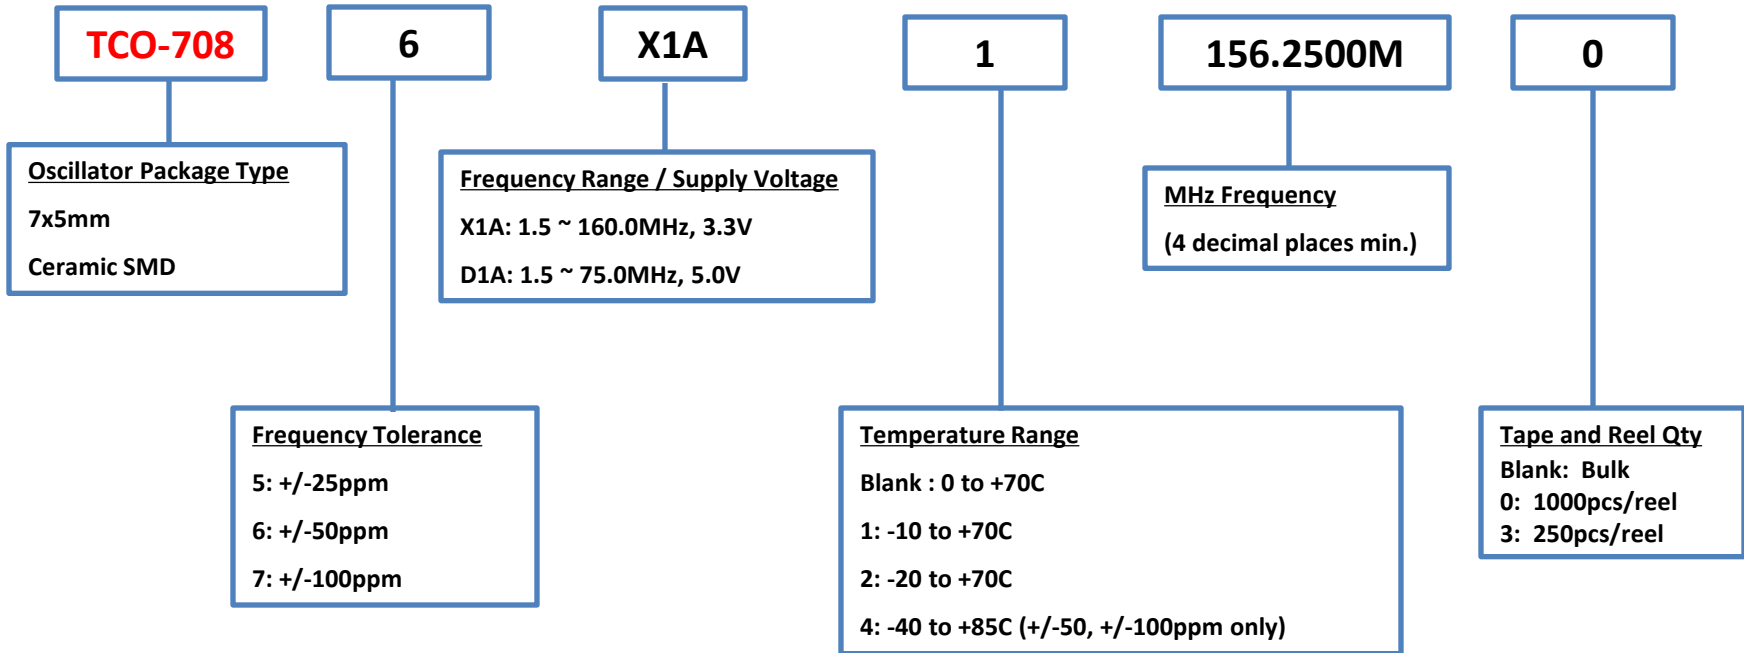 TCO-708
6
X1A
1
156.2500M
0
Oscillator Package Type
7x5mm
Ceramic SMD
Frequency Range / Supply Voltage
X1A: 1.5 ~ 160.0MHz, 3.3V
D1A: 1.5 ~ 75.0MHz, 5.0V
MHz Frequency
(4 decimal places min.)
Frequency Tolerance
5: +/-25ppm
6: +/-50ppm
7: +/-100ppm
Temperature Range
Blank : 0 to +70C
1: -10 to +70C
2: -20 to +70C
4: -40 to +85C (+/-50, +/-100ppm only)
Tape and Reel Qty
Blank: Bulk
0: 1000pcs/reel
3: 250pcs/reel